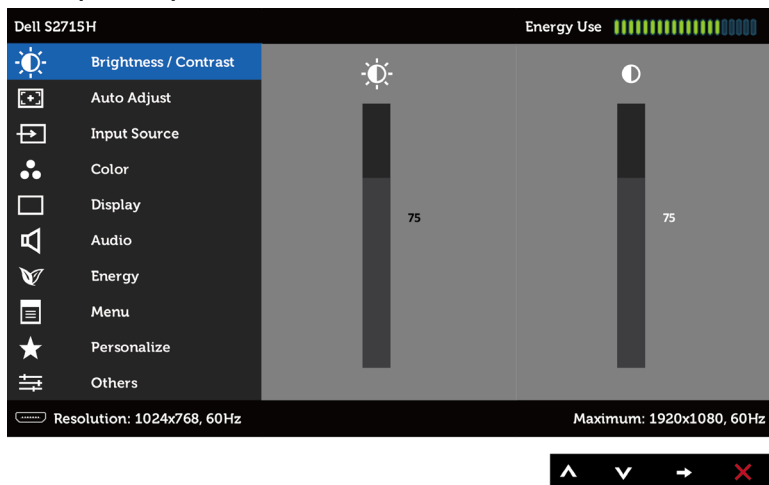 Dell S2715H
Energy Use
Brightness / Contrast
Auto Adjust
Input Source
Color
Display
Audio
Energy
Menu
Personalize
Others
75
75
Resolution: 1024x768, 60Hz
Maximum: 1920x1080, 60Hz